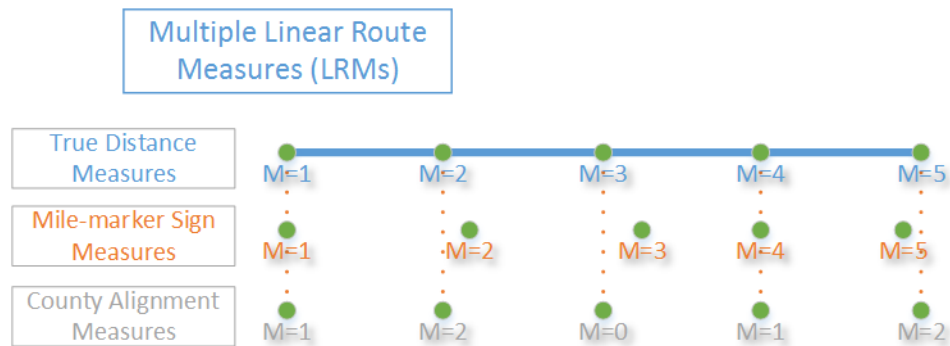 Multiple Linear Route
Measures (LRMs)
True Distance
Measures
M=1 M=2 M=3 M=4 M=5
Mile-marker Sign
Measures
M=1 M=2 M=3 M=4 M=5
County Alignment
Measures
M=1 M=2 M=0 M=1 M=2